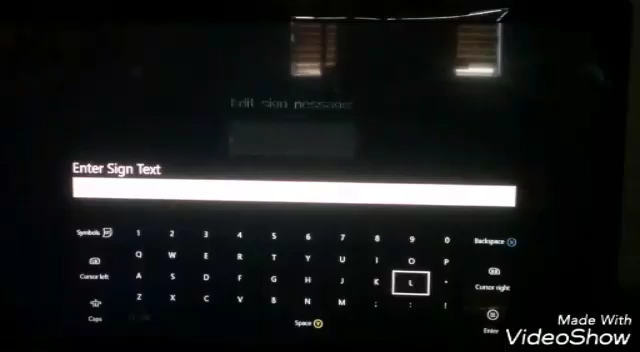 Edit sign message:
Enter Sign Text
Symbols 1 2 3 4 5 6 7 8 9 0 Backspace X
Q W E R T Y U I O P
Cursor left A S D F G H J K L Cursor right
Z X C V B N M ; : !
Caps Space Y Enter
Made With
VideoShow